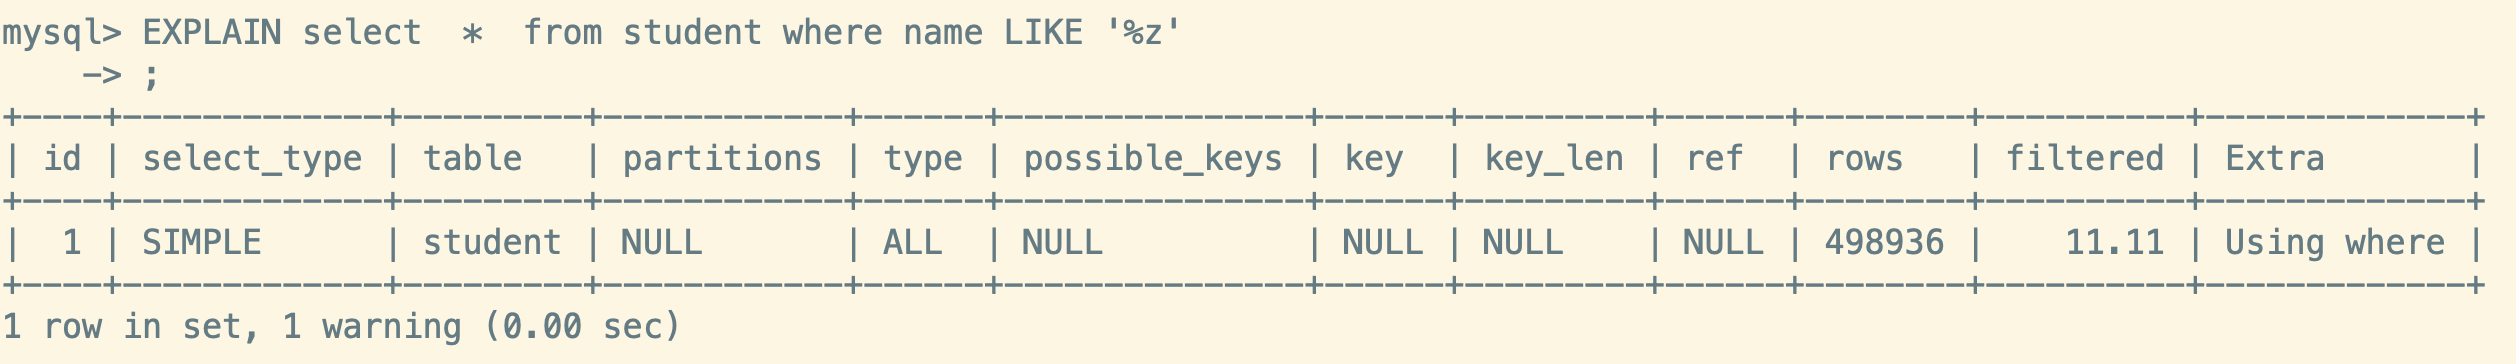 mysql> EXPLAIN select  *  from student where name LIKE '%z'
    -> ;
+----+-------------+---------+------------+------+---------------+------+---------+------+--------+----------+-------------+
| id | select_type | table   | partitions | type | possible_keys | key  | key_len | ref  | rows   | filtered | Extra       |
+----+-------------+---------+------------+------+---------------+------+---------+------+--------+----------+-------------+
|  1 | SIMPLE      | student | NULL       | ALL  | NULL          | NULL | NULL    | NULL | 498936 |    11.11 | Using where |
+----+-------------+---------+------------+------+---------------+------+---------+------+--------+----------+-------------+
1 row in set, 1 warning (0.00 sec)